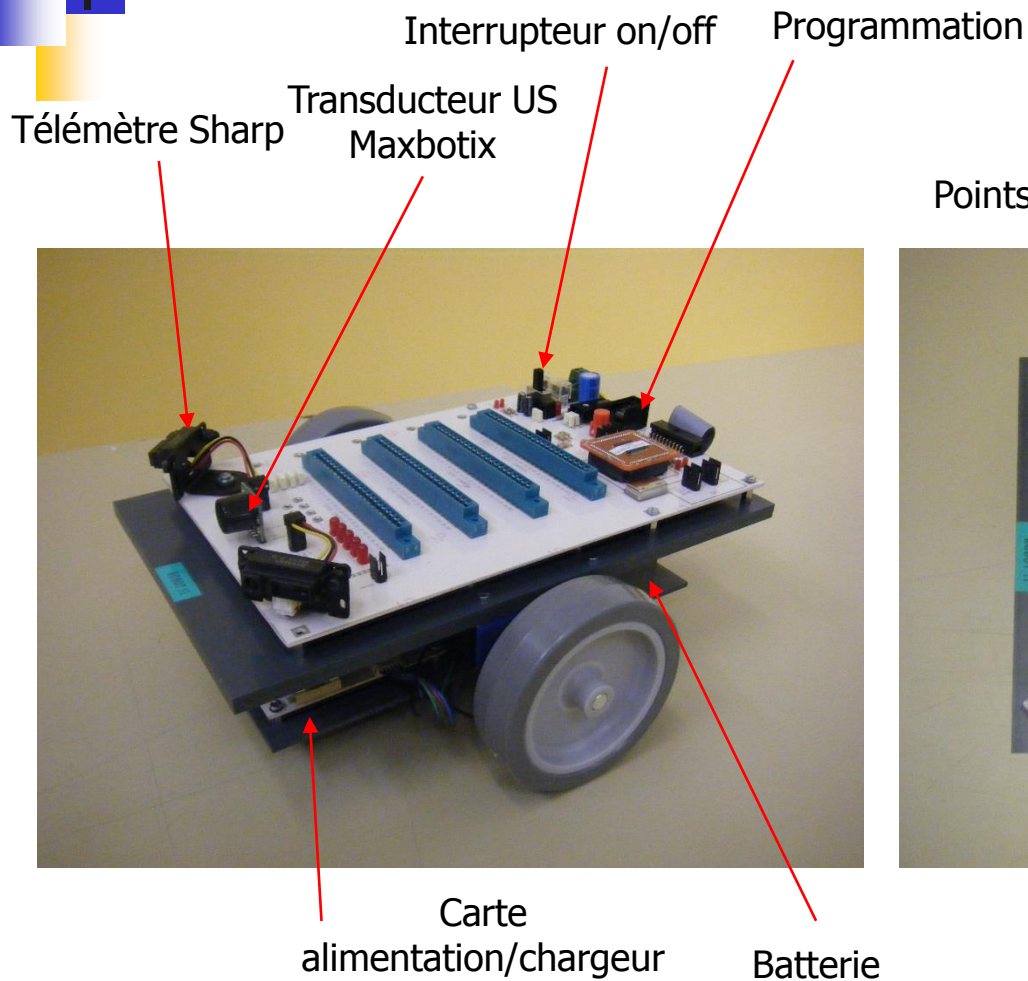 Interrupteur on/off
Programmation
Transducteur US
Maxbotix
Télémètre Sharp
Points
Carte
alimentation/chargeur
Batterie